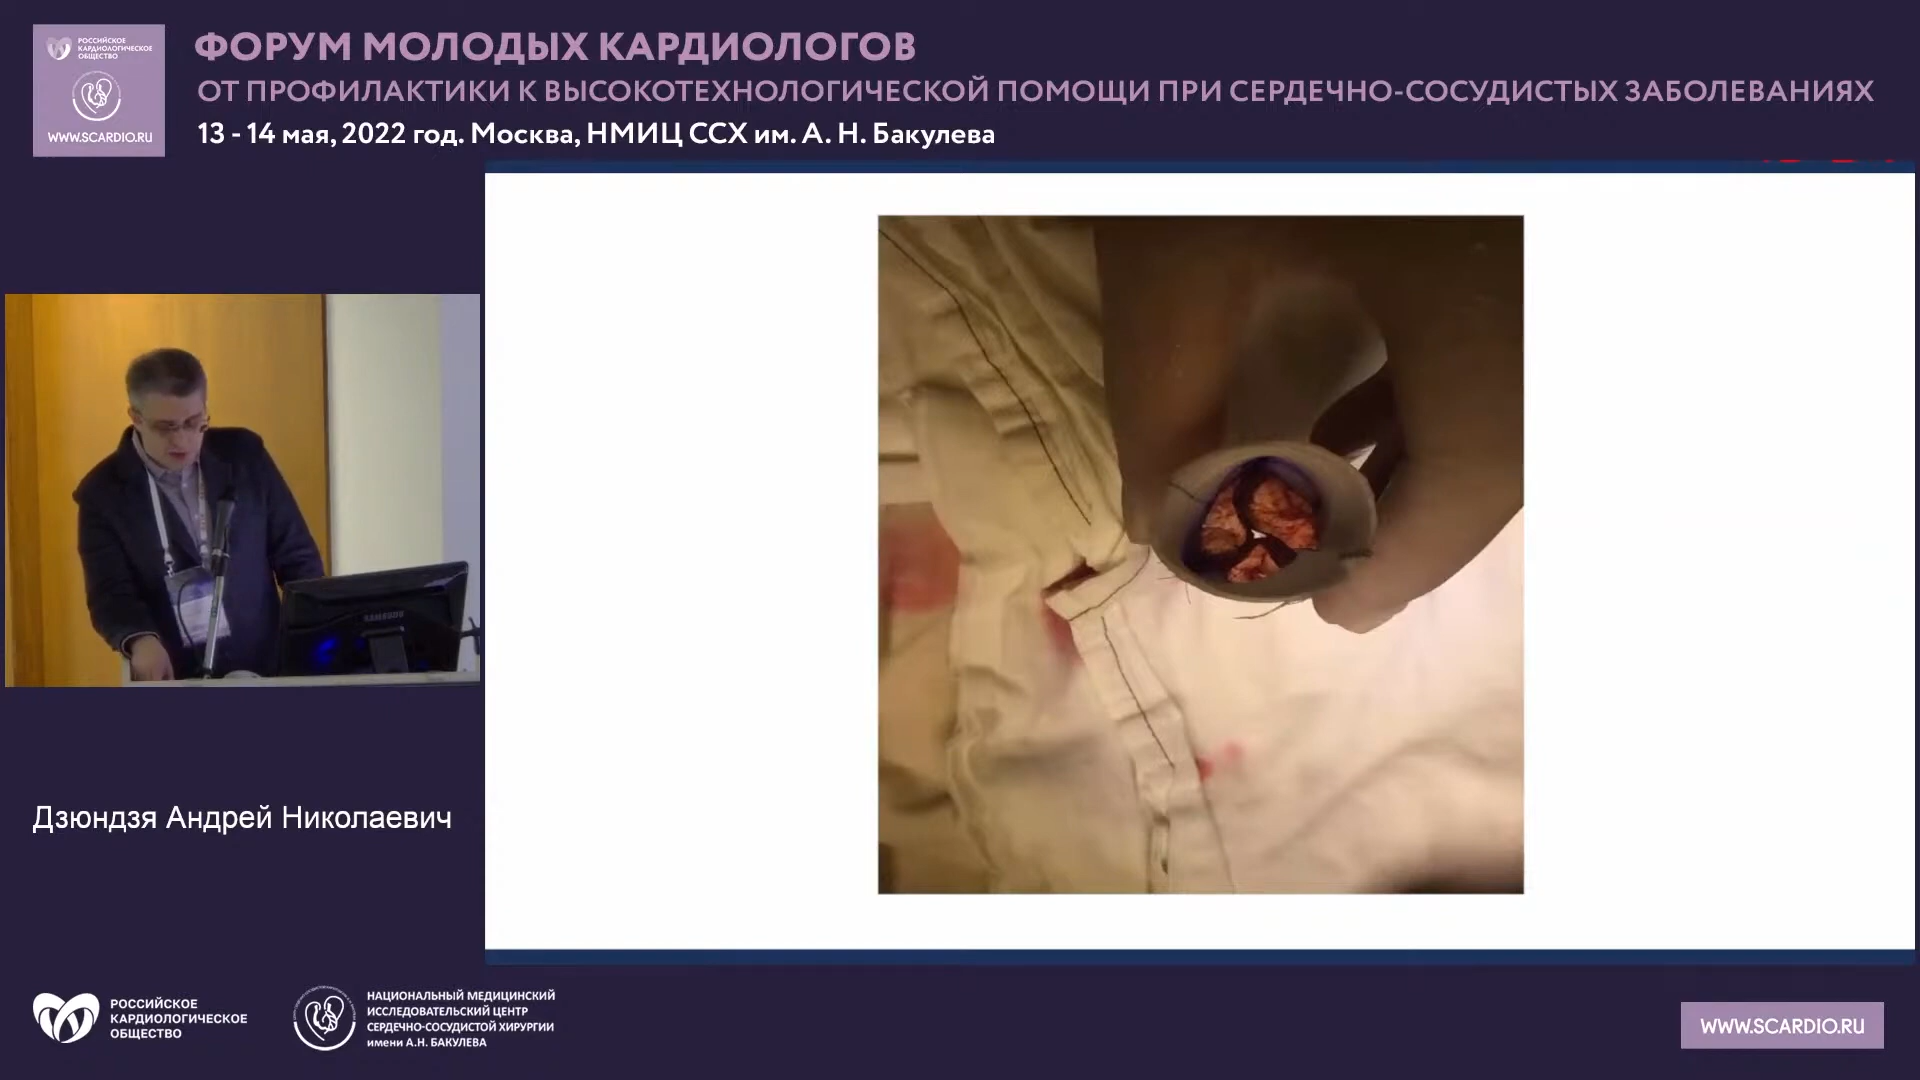 РОССИЙСКОЕ
КАРДИОЛОГИЧЕСКОЕ
ОБЩЕСТВО
WWW.SCARDIO.RU
ФОРУМ МОЛОДЫХ КАРДИОЛОГОВ
ОТ ПРОФИЛАКТИКИ К ВЫСОКОТЕХНОЛОГИЧЕСКОЙ ПОМОЩИ ПРИ СЕРДЕЧНО-СОСУДИСТЫХ ЗАБОЛЕВАНИЯХ
13 - 14 мая, 2022 год. Москва, НМИЦ ССХ им. А. Н. Бакулева
SAMSUNG
Дзюндзя Андрей Николаевич
РОССИЙСКОЕ
КАРДИОЛОГИЧЕСКОЕ
ОБЩЕСТВО
НАЦИОНАЛЬНЫЙ МЕДИЦИНСКИЙ
ИССЛЕДОВАТЕЛЬСКИЙ ЦЕНТР
СЕРДЕЧНО-СОСУДИСТОЙ ХИРУРГИИ
имени А.Н. БАКУЛЕВА
WWW.SCARDIO.RU